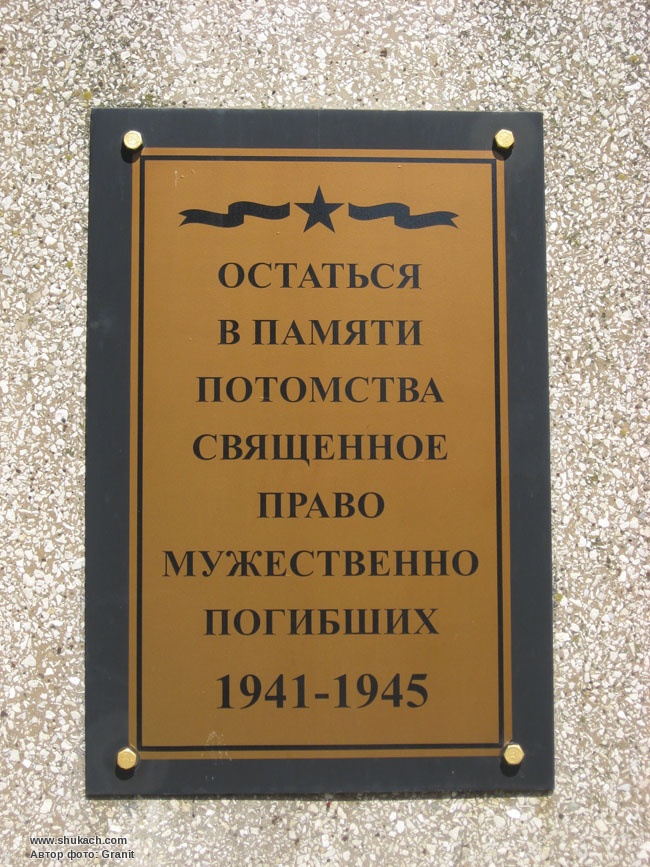 ОСТАТЬСЯ
В ПАМЯТИ
ПОТОМСТВА
СВЯЩЕННОЕ
ПРАВО
МУЖЕСТВЕННО
ПОГИБШИХ
1941-1945
www.shukach.com
Автор фото: Granit